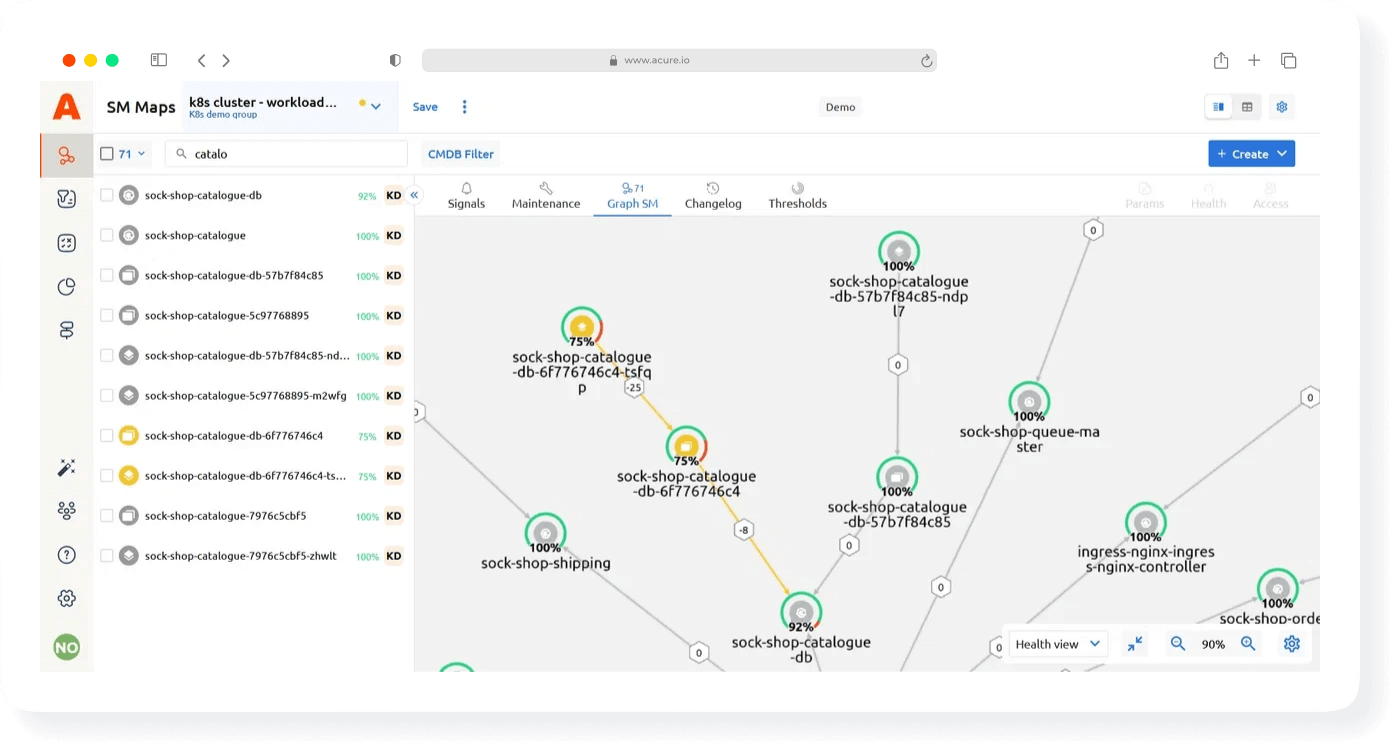 www.acure.io
A
SM Maps
k8s cluster - workload...
K8s demo group
Save
Demo
71
catalo
CMDB Filter
+ Create
sock-shop-catalogue-db 92% KD
sock-shop-catalogue 100% KD
sock-shop-catalogue-db-57b7f84c85 100% KD
sock-shop-catalogue-5c97768895 100% KD
sock-shop-catalogue-db-57b7f84c85-nd... 100% KD
sock-shop-catalogue-5c97768895-m2wfg 100% KD
sock-shop-catalogue-db-6f776746c4 75% KD
sock-shop-catalogue-db-6f776746c4-ts... 75% KD
sock-shop-catalogue-7976c5cbf5 100% KD
sock-shop-catalogue-7976c5cbf5-zhwlt 100% KD
NO
Signals
Maintenance
71
Graph SM
Changelog
Thresholds
Params
Health
Access
0
100%
sock-shop-catalogue
-db-57b7f84c85-ndp
l7
75%
sock-shop-catalogue
-db-6f776746c4-tsfq
p
-25
0
0
0
100%
sock-shop-queue-ma
ster
75%
sock-shop-catalogue
-db-6f776746c4
100%
sock-shop-catalogue
-db-57b7f84c85
-8
0
100%
sock-shop-shipping
100%
ingress-nginx-ingres
s-nginx-controller
0
100%
sock-shop-orde
92%
sock-shop-catalogue
-db
0
0
Health view
90%